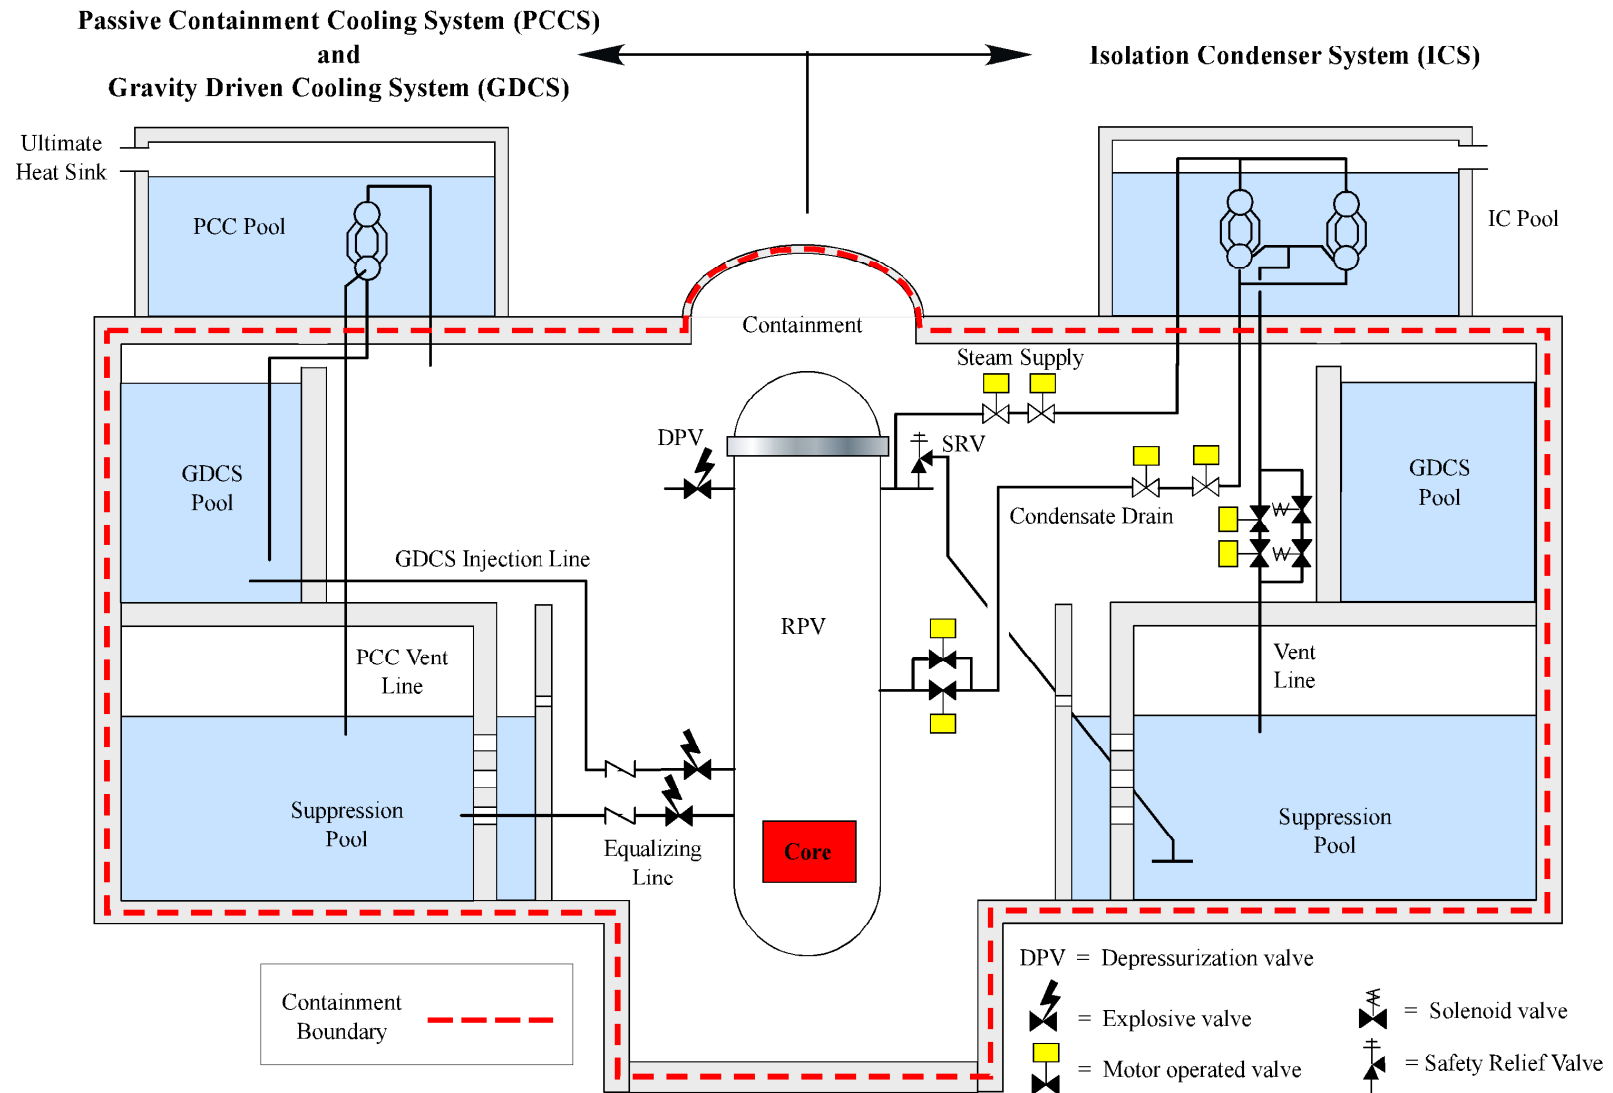 Passive Containment Cooling System (PCCS)
and
Gravity Driven Cooling System (GDCS)
Isolation Condenser System (ICS)
Ultimate
Heat Sink
PCC Pool
IC Pool
Containment
Steam Supply
DPV
SRV
GDCS
Pool
GDCS
Pool
Condensate Drain
GDCS Injection Line
RPV
PCC Vent
Line
Vent
Line
Suppression
Pool
Suppression
Pool
Equalizing
Line
Core
DPV = Depressurization valve
= Explosive valve
= Solenoid valve
= Motor operated valve
= Safety Relief Valve
Containment
Boundary